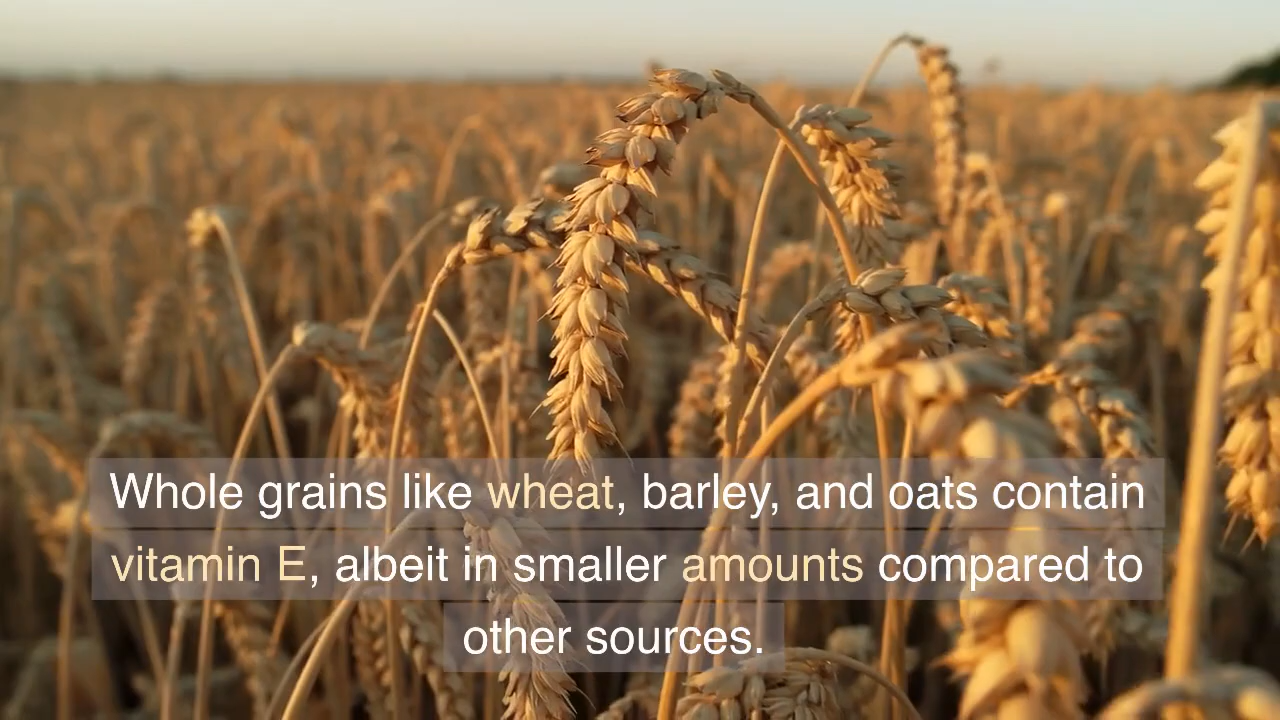 Whole grains like wheat, barley, and oats contain
vitamin E, albeit in smaller amounts compared to
other sources.